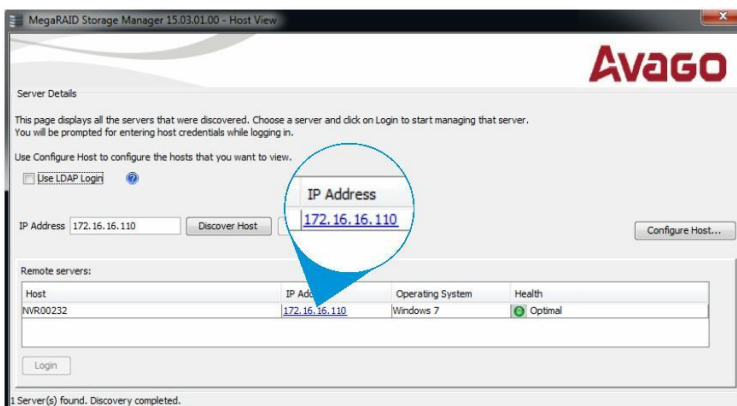 MegaRAID Storage Manager 15.03.01.00 - Host View
Avago
Server Details
This page displays all the servers that were discovered. Choose a server and click on Login to start managing that server.
You will be prompted for entering host credentials while logging in.
Use Configure Host to configure the hosts that you want to view.
Use LDAP Login
IP Address
172.16.16.110
IP Address 172.16.16.110 Discover Host Configure Host...
Remote servers:
Host IP Operating System Health
NVR00232 172.16.16.110 Windows 7 Optimal
Login
1 Server(s) found. Discovery completed.